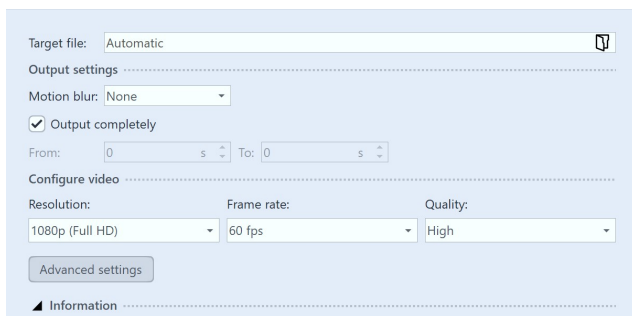 Target file: Automatic
Output settings
Motion blur: None
Output completely
From: 0 s To: 0 s
Configure video
Resolution: Frame rate: Quality:
1080p (Full HD) 60 fps High
Advanced settings
Information